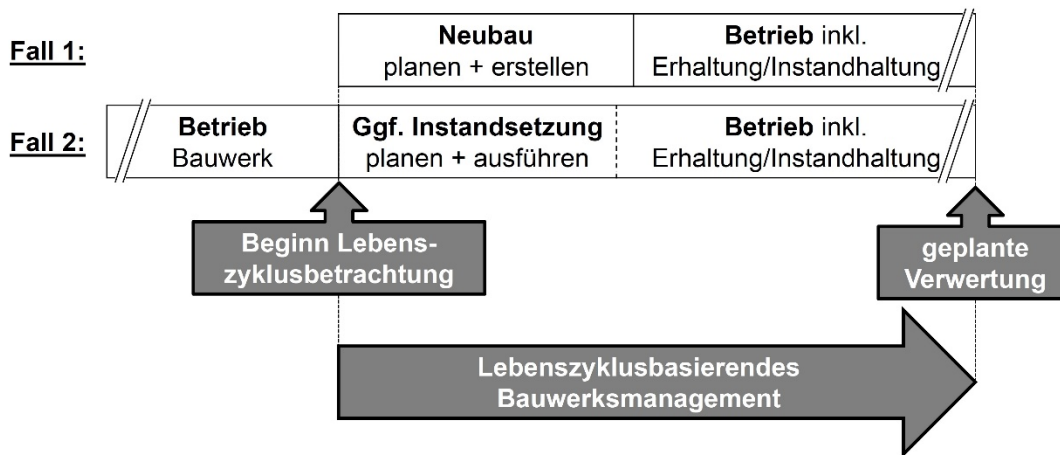 Fall 1:
Neubau
planen + erstellen
Betrieb inkl.
Erhaltung/Instandhaltung
Fall 2:
Betrieb
Bauwerk
Ggf. Instandsetzung
planen + ausführen
Betrieb inkl.
Erhaltung/Instandhaltung
Beginn Lebens-
zyklusbetrachtung
geplante
Verwertung
Lebenszyklusbasierendes
Bauwerksmanagement